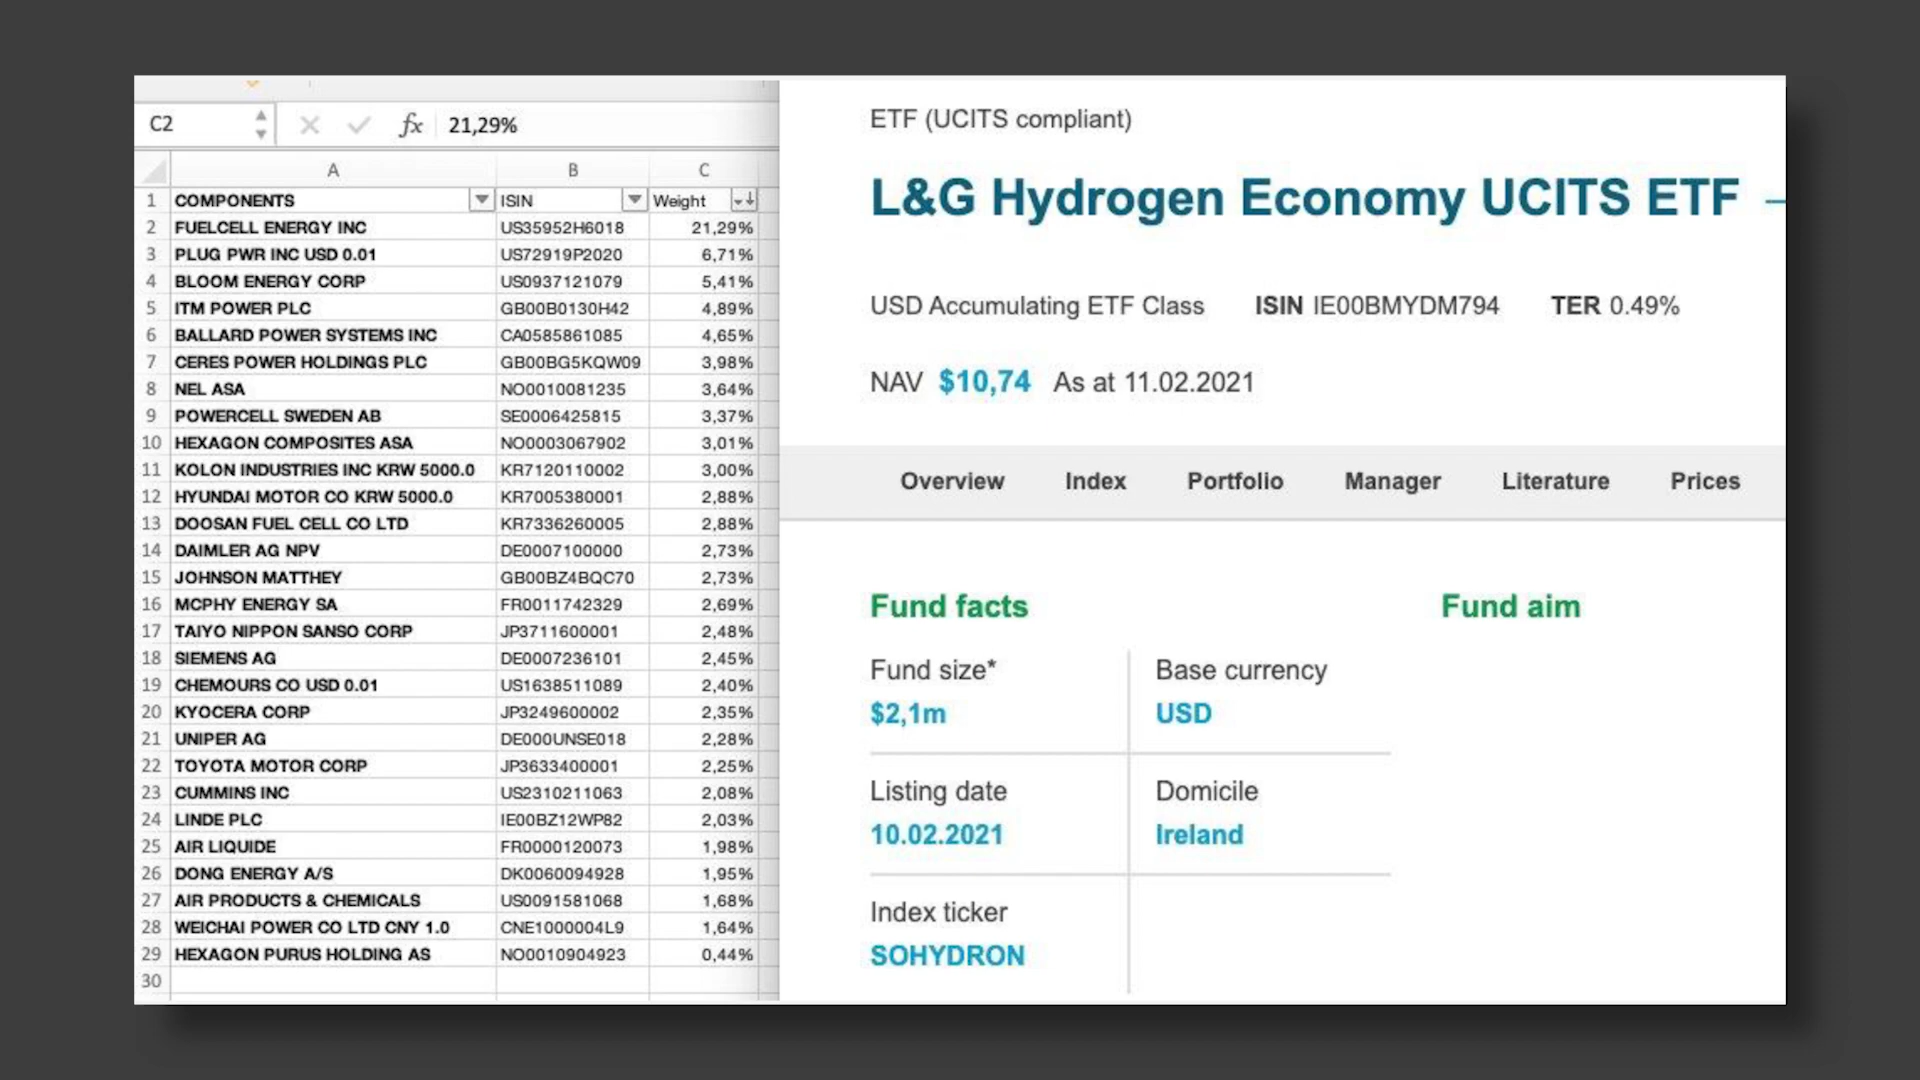 C2 fx 21,29%
A B C
1 COMPONENTS ISIN Weight
2 FUELCELL ENERGY INC US35952H6018 21,29%
3 PLUG PWR INC USD 0.01 US72919P2020 6,71%
4 BLOOM ENERGY CORP US0937121079 5,41%
5 ITM POWER PLC GB00B0130H42 4,89%
6 BALLARD POWER SYSTEMS INC CA0585861085 4,65%
7 CERES POWER HOLDINGS PLC GB00BG5KQW09 3,98%
8 NEL ASA NO0010081235 3,64%
9 POWERCELL SWEDEN AB SE0006425815 3,37%
10 HEXAGON COMPOSITES ASA NO0003067902 3,01%
11 KOLON INDUSTRIES INC KRW 5000.0 KR7120110002 3,00%
12 HYUNDAI MOTOR CO KRW 5000.0 KR7005380001 2,88%
13 DOOSAN FUEL CELL CO LTD KR7336260005 2,88%
14 DAIMLER AG NPV DE0007100000 2,73%
15 JOHNSON MATTHEY GB00BZ4BQC70 2,73%
16 MCPHY ENERGY SA FR0011742329 2,69%
17 TAIYO NIPPON SANSO CORP JP3711600001 2,48%
18 SIEMENS AG DE0007236101 2,45%
19 CHEMOURS CO USD 0.01 US1638511089 2,40%
20 KYOCERA CORP JP3249600002 2,35%
21 UNIPER AG DE000UNSE018 2,28%
22 TOYOTA MOTOR CORP JP3633400001 2,25%
23 CUMMINS INC US2310211063 2,08%
24 LINDE PLC IE00BZ12WP82 2,03%
25 AIR LIQUIDE FR0000120073 1,98%
26 DONG ENERGY A/S DK0060094928 1,95%
27 AIR PRODUCTS & CHEMICALS US0091581068 1,68%
28 WEICHAI POWER CO LTD CNY 1.0 CNE1000004L9 1,64%
29 HEXAGON PURUS HOLDING AS NO0010904923 0,44%
30
ETF (UCITS compliant)
L&G Hydrogen Economy UCITS ETF –
USD Accumulating ETF Class ISIN IE00BMYDM794 TER 0.49%
NAV $10,74 As at 11.02.2021
Overview Index Portfolio Manager Literature Prices
Fund facts Fund aim
Fund size* Base currency
$2,1m USD
Listing date Domicile
10.02.2021 Ireland
Index ticker
SOHYDRON